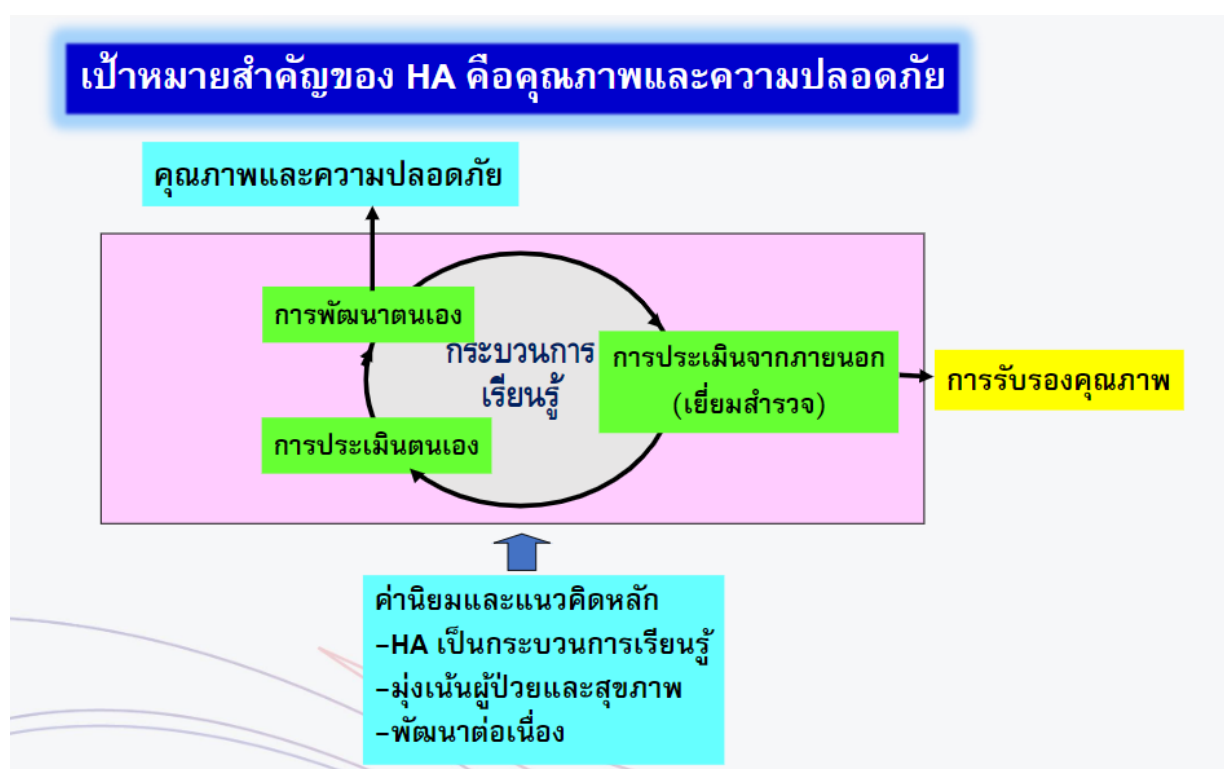 เป้าหมายสำคัญของ HA คือคุณภาพและความปลอดภัย
คุณภาพและความปลอดภัย
การพัฒนาตนเอง
กระบวนการ
เรียนรู้
การประเมินจากภายนอก
(เยี่ยมสำรวจ)
การรับรองคุณภาพ
การประเมินตนเอง
ค่านิยมและแนวคิดหลัก
-HA เป็นกระบวนการเรียนรู้
-มุ่งเน้นผู้ป่วยและสุขภาพ
-พัฒนาต่อเนื่อง